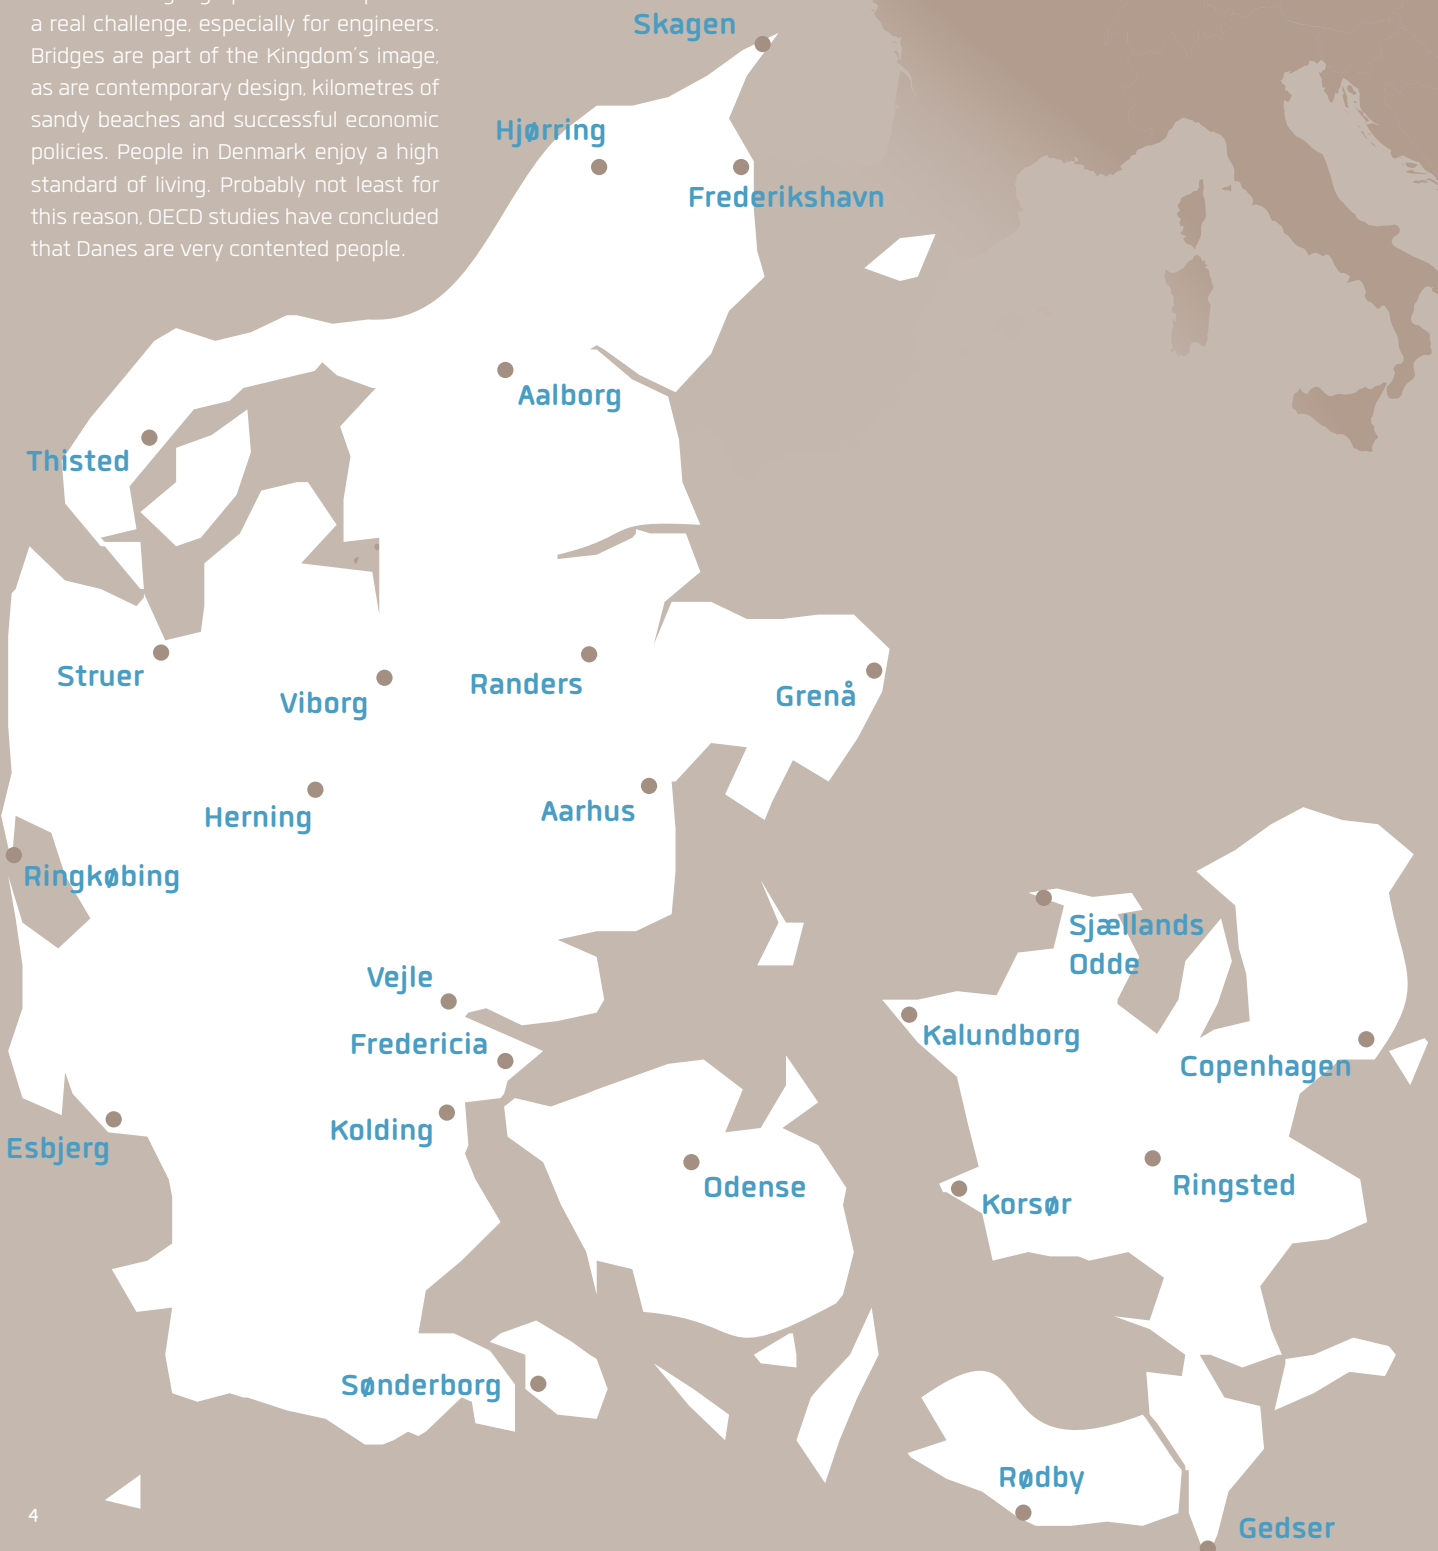 a real challenge, especially for engineers.
Bridges are part of the Kingdom's image,
as are contemporary design, kilometres of
sandy beaches and successful economic
policies. People in Denmark enjoy a high
standard of living. Probably not least for
this reason, OECD studies have concluded
that Danes are very contented people.
Skagen
Hjørring
Frederikshavn
Aalborg
Thisted
Struer
Viborg
Randers
Grenå
Herning
Aarhus
Ringkøbing
Sjællands
Odde
Vejle
Kalundborg
Fredericia
Copenhagen
Kolding
Esbjerg
Odense
Ringsted
Korsør
Sønderborg
Rødby
Gedser
4